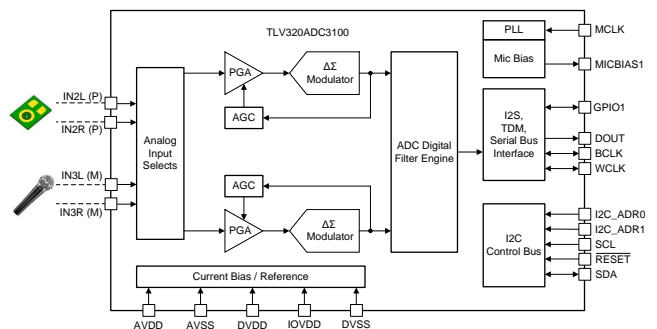 TLV320ADC3100
PLL
MCLK
Mic Bias
MICBIAS1
IN2L (P)
IN2R (P)
IN3L (M)
IN3R (M)
Analog
Input
Selects
PGA
ΔΣ
Modulator
AGC
AGC
PGA
ΔΣ
Modulator
ADC Digital
Filter Engine
I2S,
TDM,
Serial Bus
Interface
GPIO1
DOUT
BCLK
WCLK
I2C
Control Bus
I2C_ADR0
I2C_ADR1
SCL
RESET
SDA
Current Bias / Reference
AVDD
AVSS
DVDD
IOVDD
DVSS